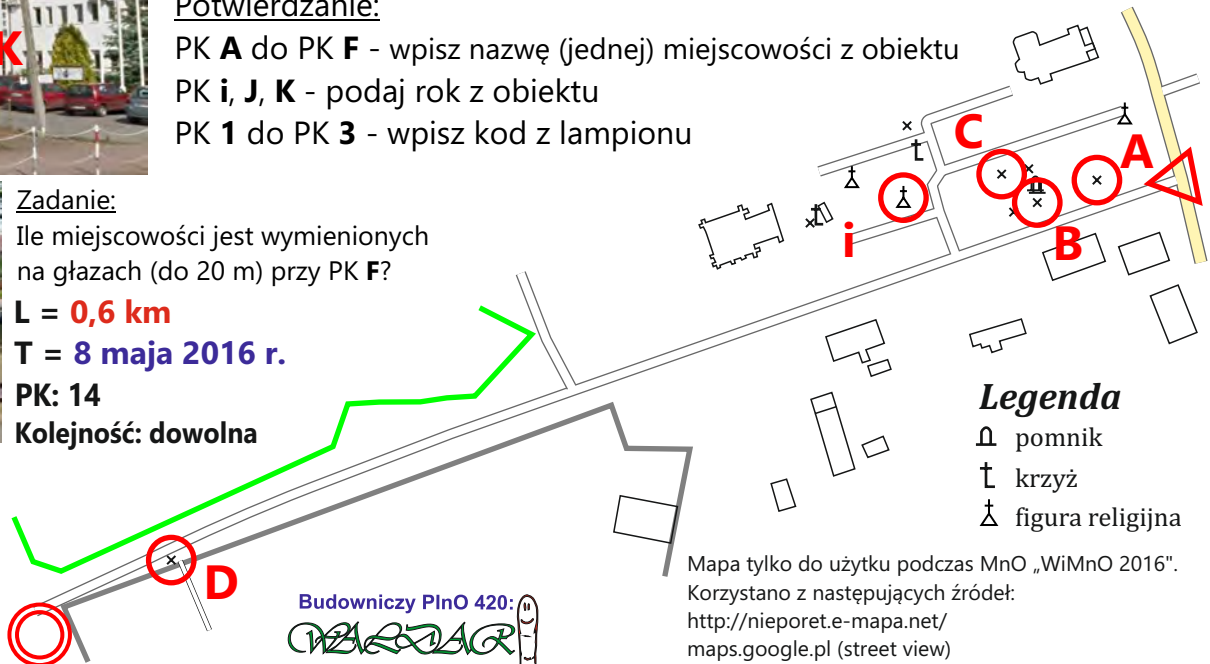 K
Potwierdzanie:
PK A do PK F - wpisz nazwę (jednej) miejscowości z obiektu
PK i, J, K - podaj rok z obiektu
PK 1 do PK 3 - wpisz kod z lampionu
Zadanie:
Ile miejscowości jest wymienionych
na głazach (do 20 m) przy PK F?
L = 0,6 km
T = 8 maja 2016 r.
PK: 14
Kolejność: dowolna
C
A
i
B
D
Legenda
pomnik
krzyż
figura religijna
Budowniczy PInO 420:
WALDAR
Mapa tylko do użytku podczas MnO „WiMnO 2016".
Korzystano z następujących źródeł:
http://nieporet.e-mapa.net/
maps.google.pl (street view)